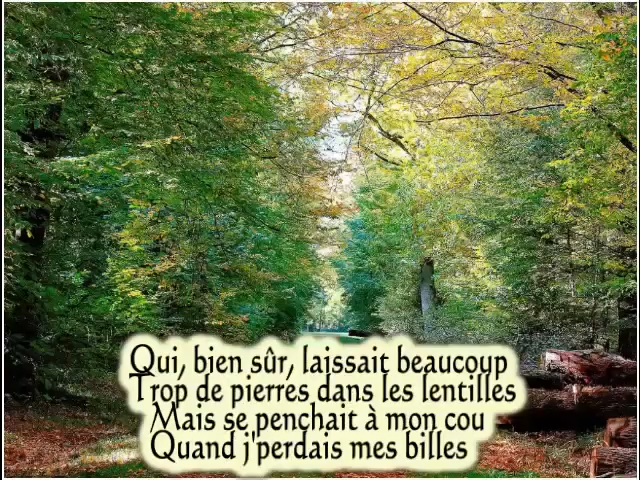 Qui, bien sûr, laissait beaucoup
Trop de pierres dans les lentilles
Mais se penchait à mon cou
Quand j'perdais mes billes